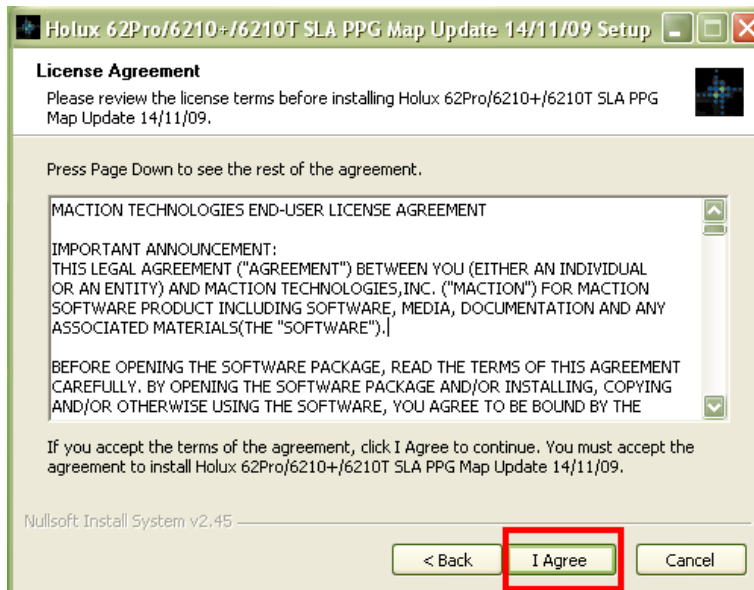 Holux 62Pro/6210+/6210T SLA PPG Map Update 14/11/09 Setup
License Agreement
Please review the license terms before installing Holux 62Pro/6210+/6210T SLA PPG
Map Update 14/11/09.
Press Page Down to see the rest of the agreement.
MACTION TECHNOLOGIES END-USER LICENSE AGREEMENT
IMPORTANT ANNOUNCEMENT:
THIS LEGAL AGREEMENT ("AGREEMENT") BETWEEN YOU (EITHER AN INDIVIDUAL
OR AN ENTITY) AND MACTION TECHNOLOGIES,INC. ("MACTION") FOR MACTION
SOFTWARE PRODUCT INCLUDING SOFTWARE, MEDIA, DOCUMENTATION AND ANY
ASSOCIATED MATERIALS(THE "SOFTWARE").
BEFORE OPENING THE SOFTWARE PACKAGE, READ THE TERMS OF THIS AGREEMENT
CAREFULLY. BY OPENING THE SOFTWARE PACKAGE AND/OR INSTALLING, COPYING
AND/OR OTHERWISE USING THE SOFTWARE, YOU AGREE TO BE BOUND BY THE
If you accept the terms of the agreement, click I Agree to continue. You must accept the
agreement to install Holux 62Pro/6210+/6210T SLA PPG Map Update 14/11/09.
Nullsoft Install System v2.45
< Back I Agree Cancel